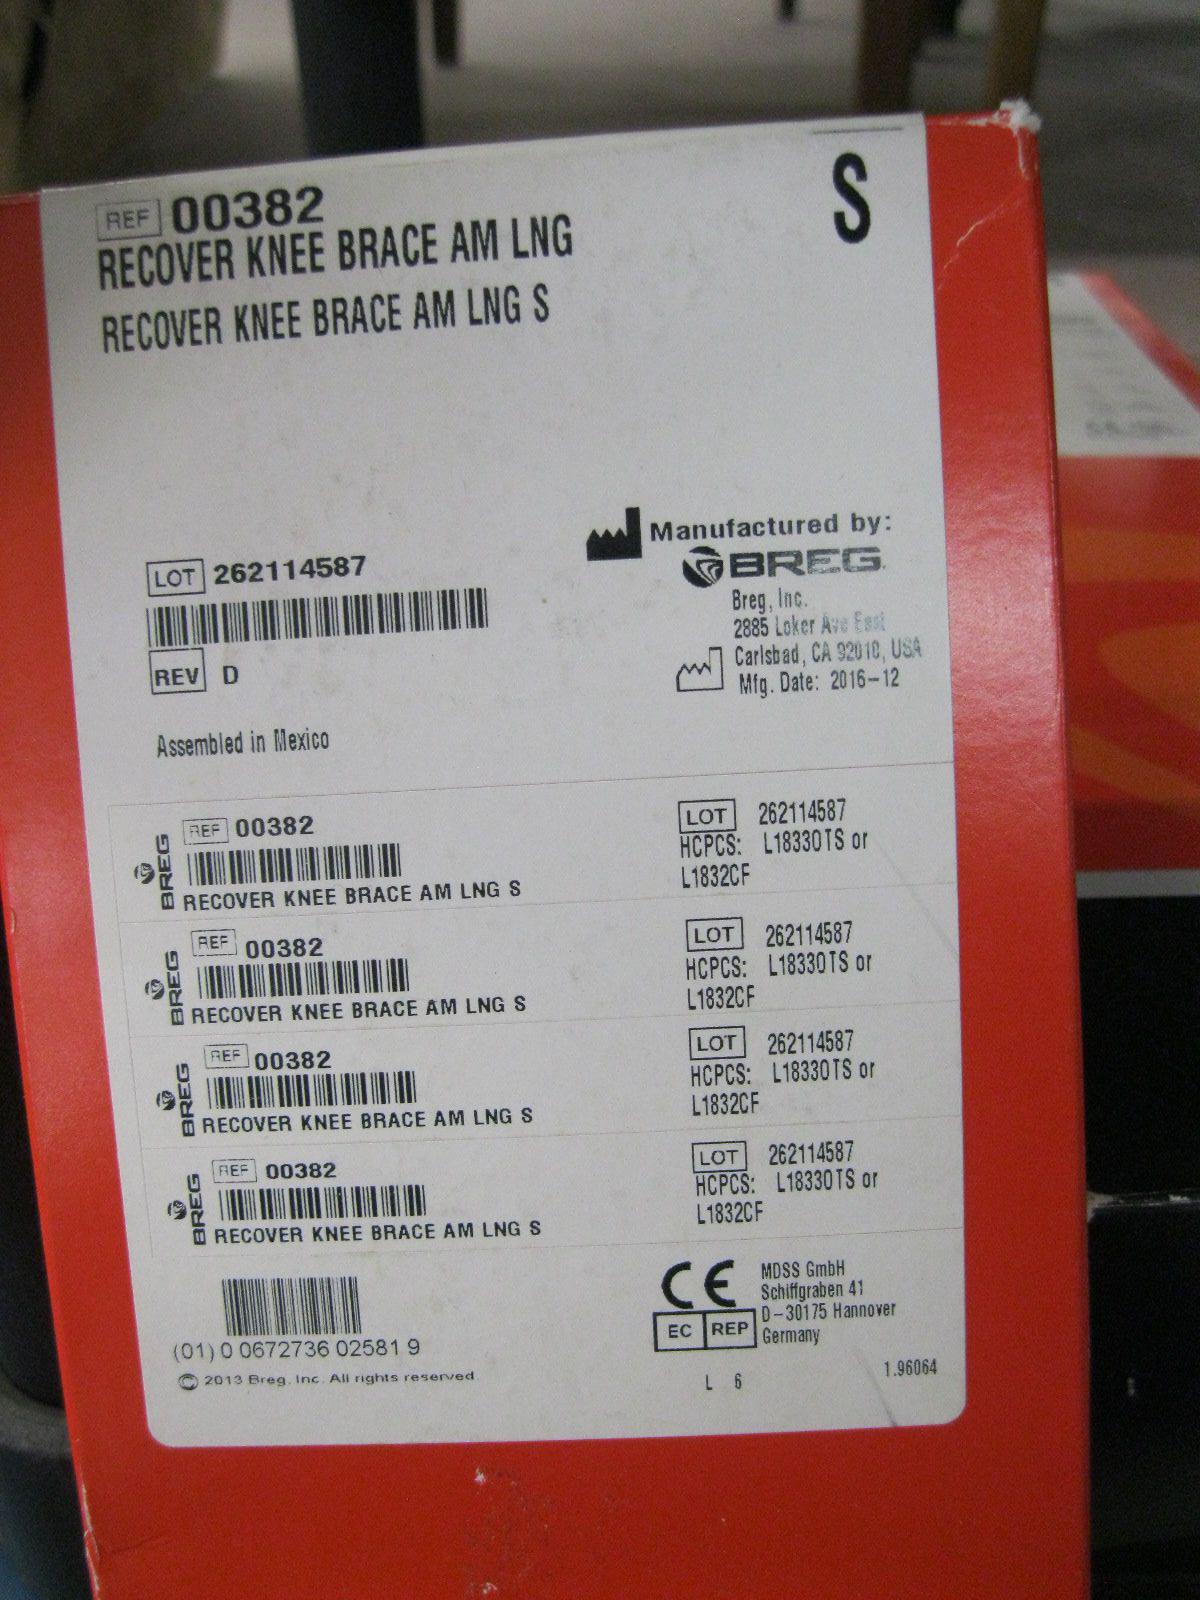 REF 00382
RECOVER KNEE BRACE AM LNG
RECOVER KNEE BRACE AM LNG S
S
LOT 262114587
REV D
Assembled in Mexico
Manufactured by:
BREG
Breg, Inc.
2885 Loker Ave East
Carlsbad, CA 92010, USA
Mfg. Date: 2016-12
BREG
REF 00382
RECOVER KNEE BRACE AM LNG S
LOT 262114587
HCPCS: L1833OTS or
L1832CF
BREG
REF 00382
RECOVER KNEE BRACE AM LNG S
LOT 262114587
HCPCS: L1833OTS or
L1832CF
BREG
REF 00382
RECOVER KNEE BRACE AM LNG S
LOT 262114587
HCPCS: L1833OTS or
L1832CF
BREG
REF 00382
RECOVER KNEE BRACE AM LNG S
LOT 262114587
HCPCS: L1833OTS or
L1832CF
(01) 0 0672736 02581 9
© 2013 Breg, Inc. All rights reserved
CE
EC REP
MDSS GmbH
Schiffgraben 41
D-30175 Hannover
Germany
L 6
1.96064